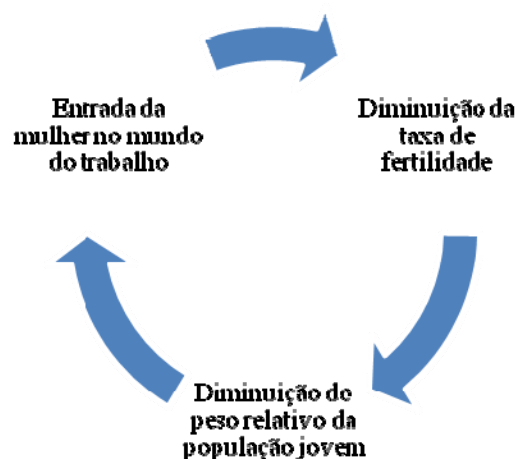 Entrada da
mulher no mundo
do trabalho
Diminuição da
taxa de
fertilidade
Diminuição do
peso relativo da
população jovem